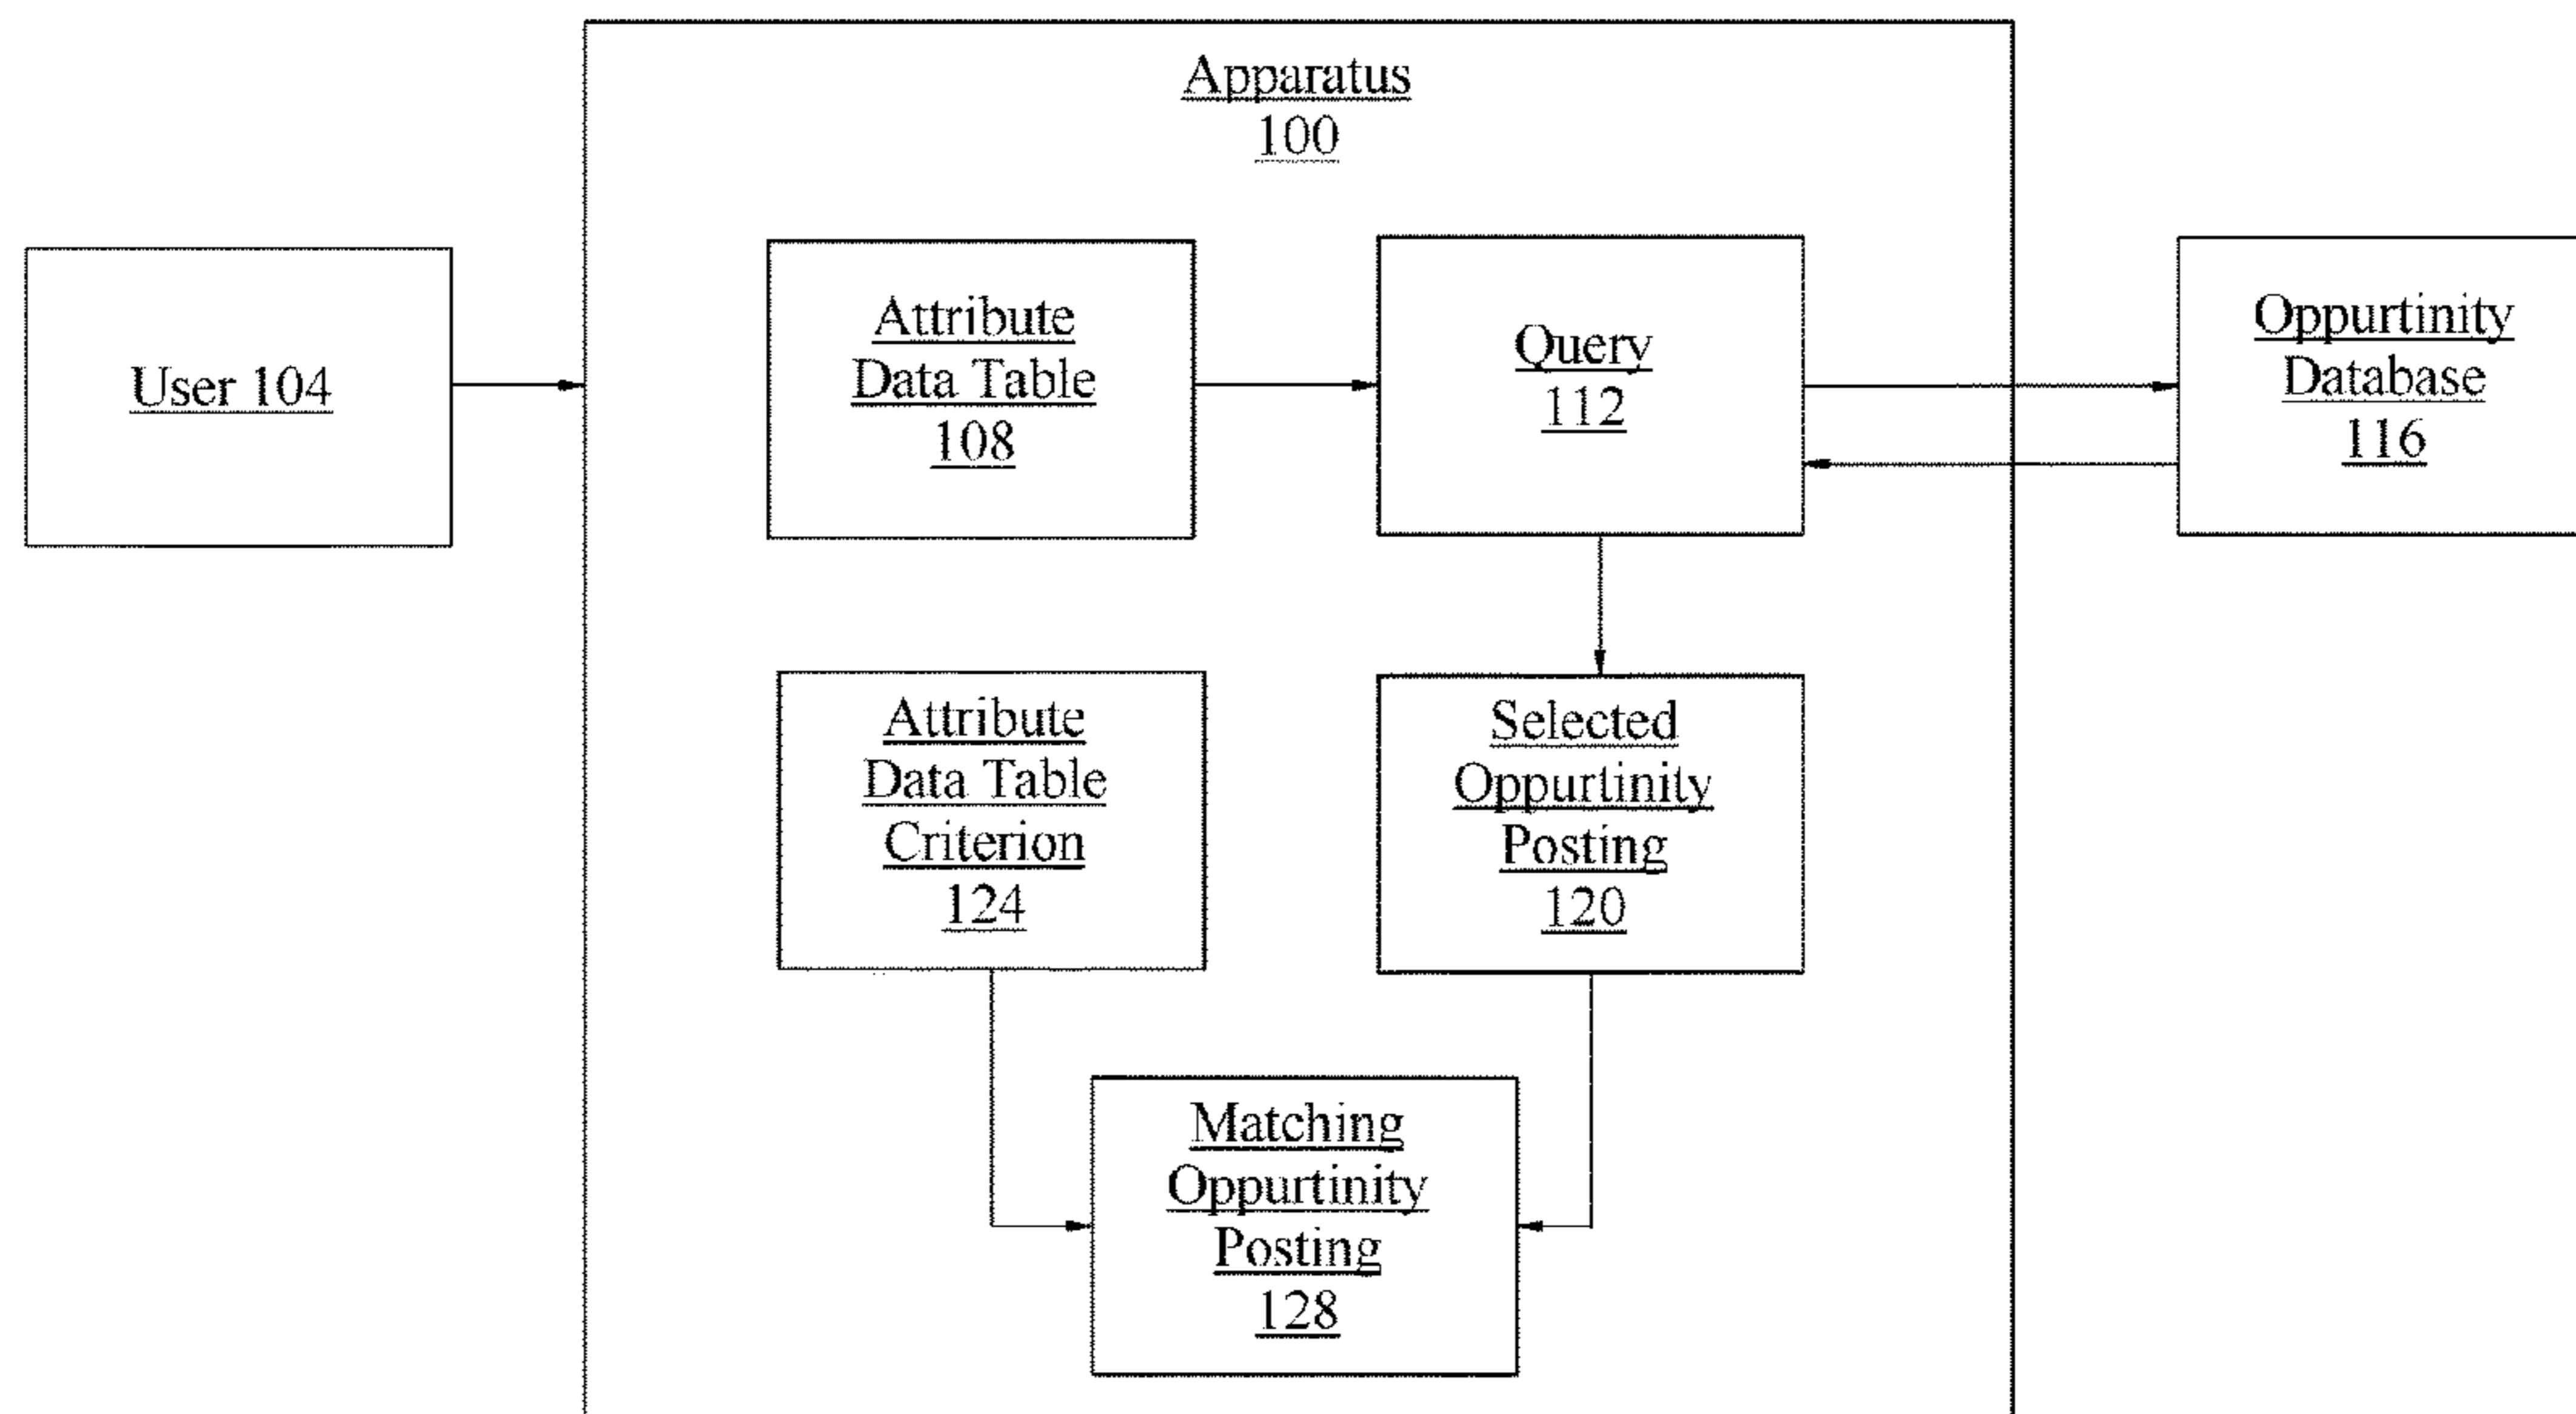 Apparatus
100
User 104
Attribute
Data Table
108
Query
112
Oppurtinity
Database
116
Attribute
Data Table
Criterion
124
Selected
Oppurtinity
Posting
120
Matching
Oppurtinity
Posting
128